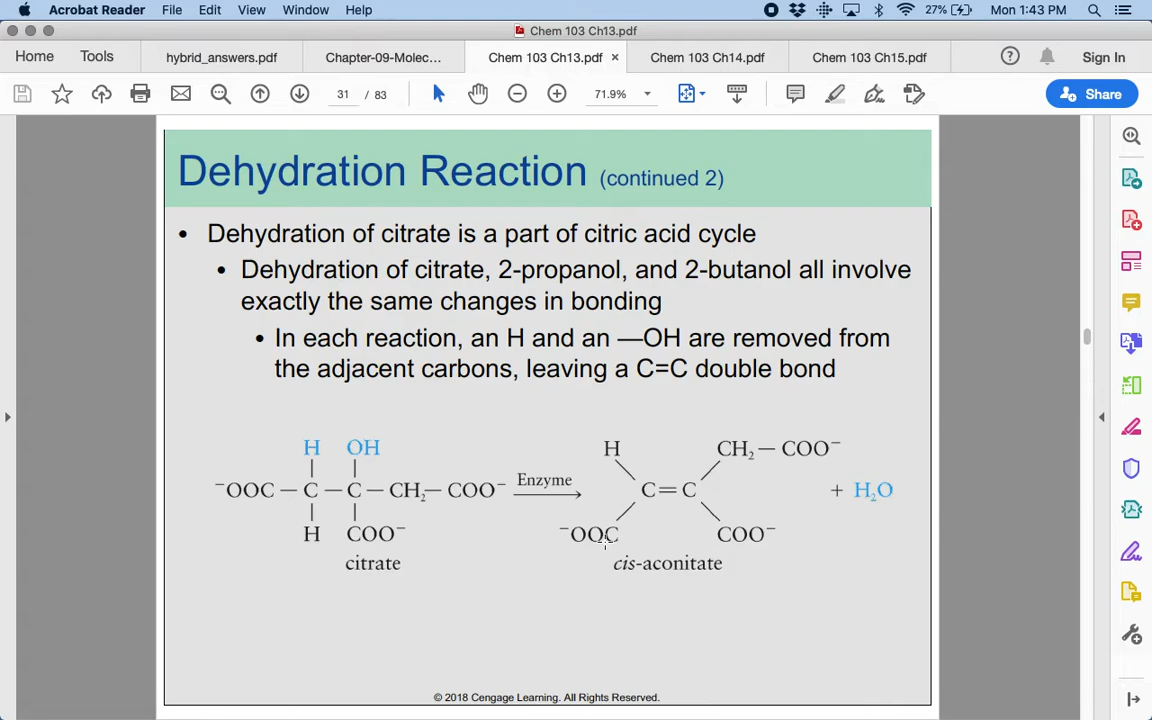 Acrobat Reader File Edit View Window Help 27% Mon 1:43 PM
Chem 103 Ch13.pdf
Home Tools hybrid_answers.pdf Chapter-09-Molec... Chem 103 Ch13.pdf × Chem 103 Ch14.pdf Chem 103 Ch15.pdf Sign In
31 / 83 71.9% Share
Dehydration Reaction (continued 2)
• Dehydration of citrate is a part of citric acid cycle
• Dehydration of citrate, 2-propanol, and 2-butanol all involve
exactly the same changes in bonding
• In each reaction, an H and an —OH are removed from
the adjacent carbons, leaving a C=C double bond
H OH H CH₂ — COO⁻
⁻OOC — C — C — CH₂ — COO⁻ Enzyme C = C + H₂O
H COO⁻ ⁻OOC COO⁻
citrate cis-aconitate
© 2018 Cengage Learning. All Rights Reserved.